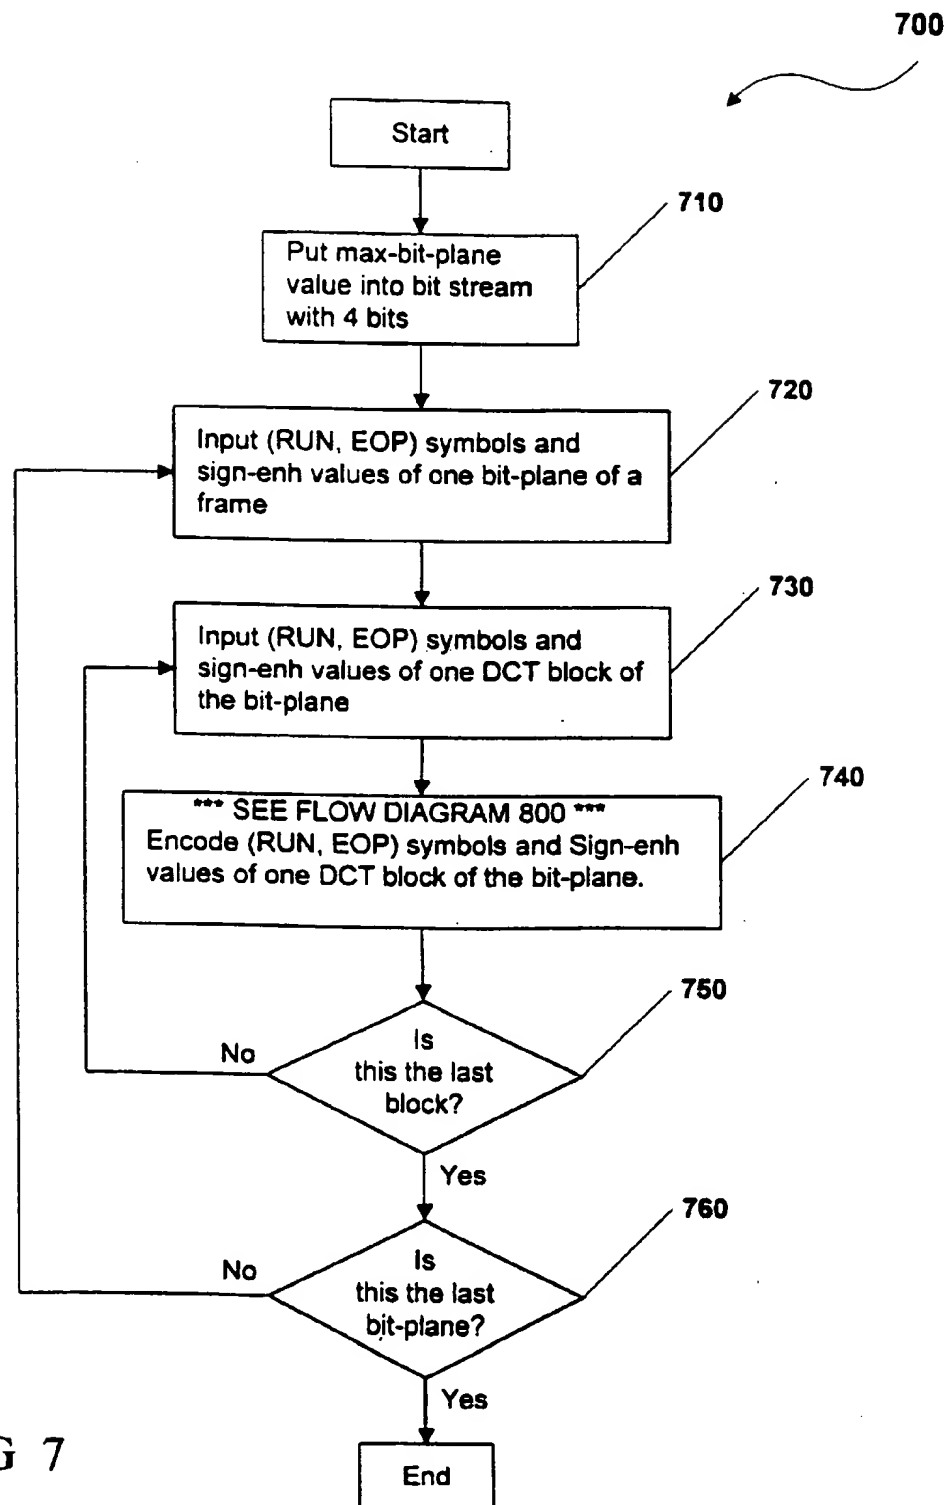 700
Start
710
Put max-bit-plane
value into bit stream
with 4 bits
720
Input (RUN, EOP) symbols and
sign-enh values of one bit-plane of a
frame
730
Input (RUN, EOP) symbols and
sign-enh values of one DCT block of
the bit-plane
740
*** SEE FLOW DIAGRAM 800 ***
Encode (RUN, EOP) symbols and Sign-enh
values of one DCT block of the bit-plane.
750
Is
this the last
block?
No
Yes
760
Is
this the last
bit-plane?
No
Yes
G 7
End